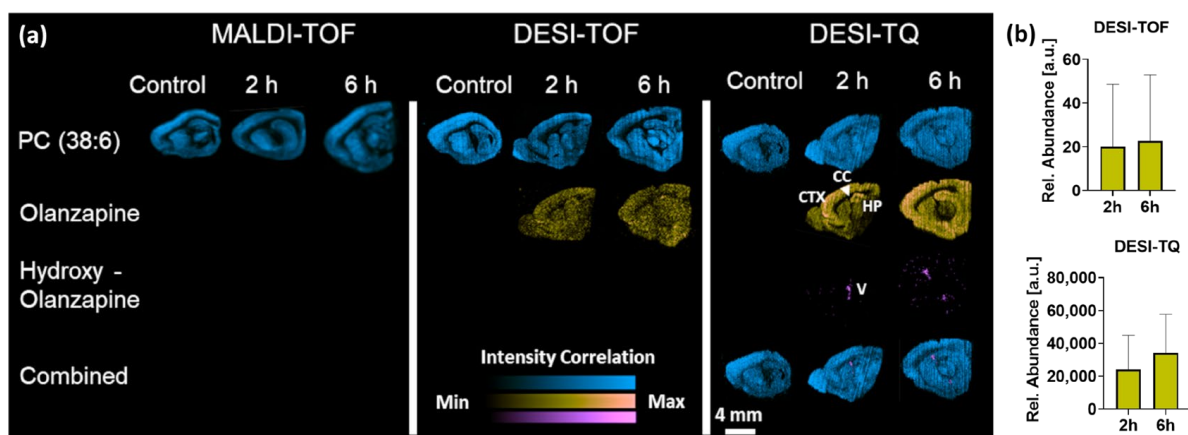 (a)
MALDI-TOF
DESI-TOF
DESI-TQ
Control 2 h 6 h
Control 2 h 6 h
Control 2 h 6 h
PC (38:6)
Olanzapine
CTX
CC
HP
Hydroxy -
Olanzapine
V
Combined
Intensity Correlation
Min
Max
4 mm
(b)
DESI-TOF
Rel. Abundance [a.u.]
60
40
20
0
2h 6h
DESI-TQ
Rel. Abundance [a.u.]
80,000
60,000
40,000
20,000
0
2h 6h